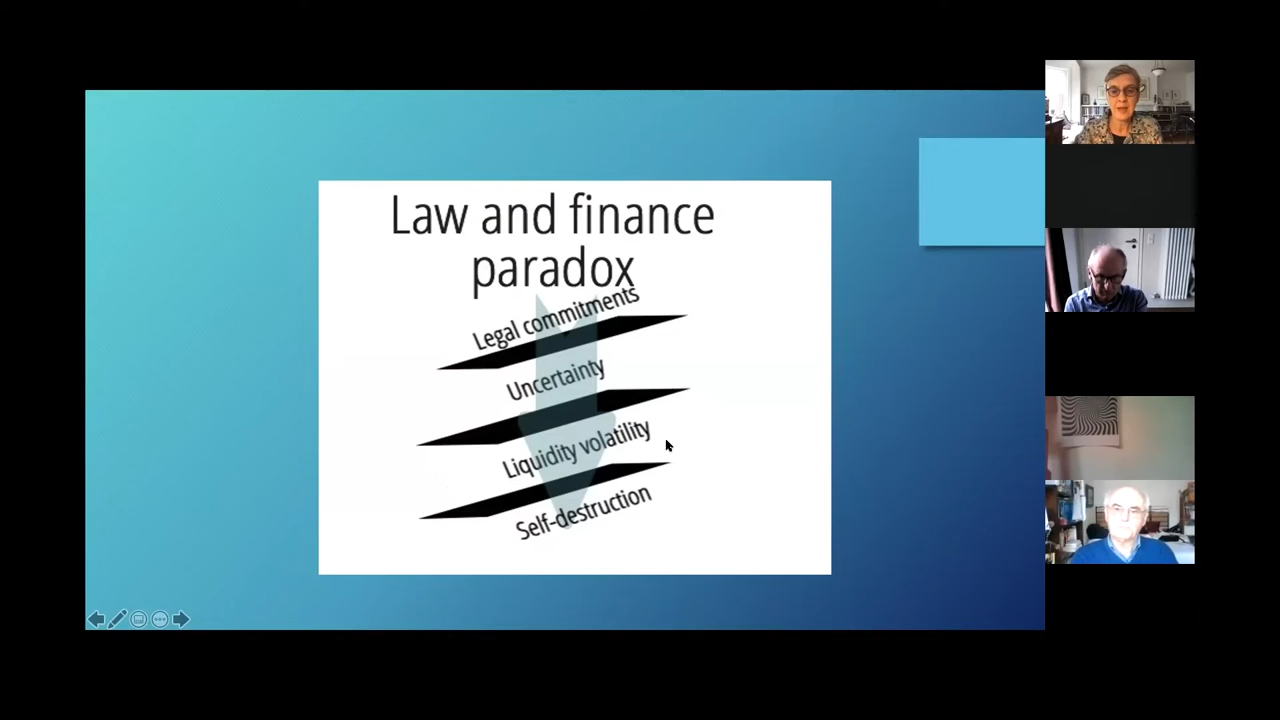 Law and finance
paradox
Legal commitments
Uncertainty
Liquidity volatility
Self-destruction